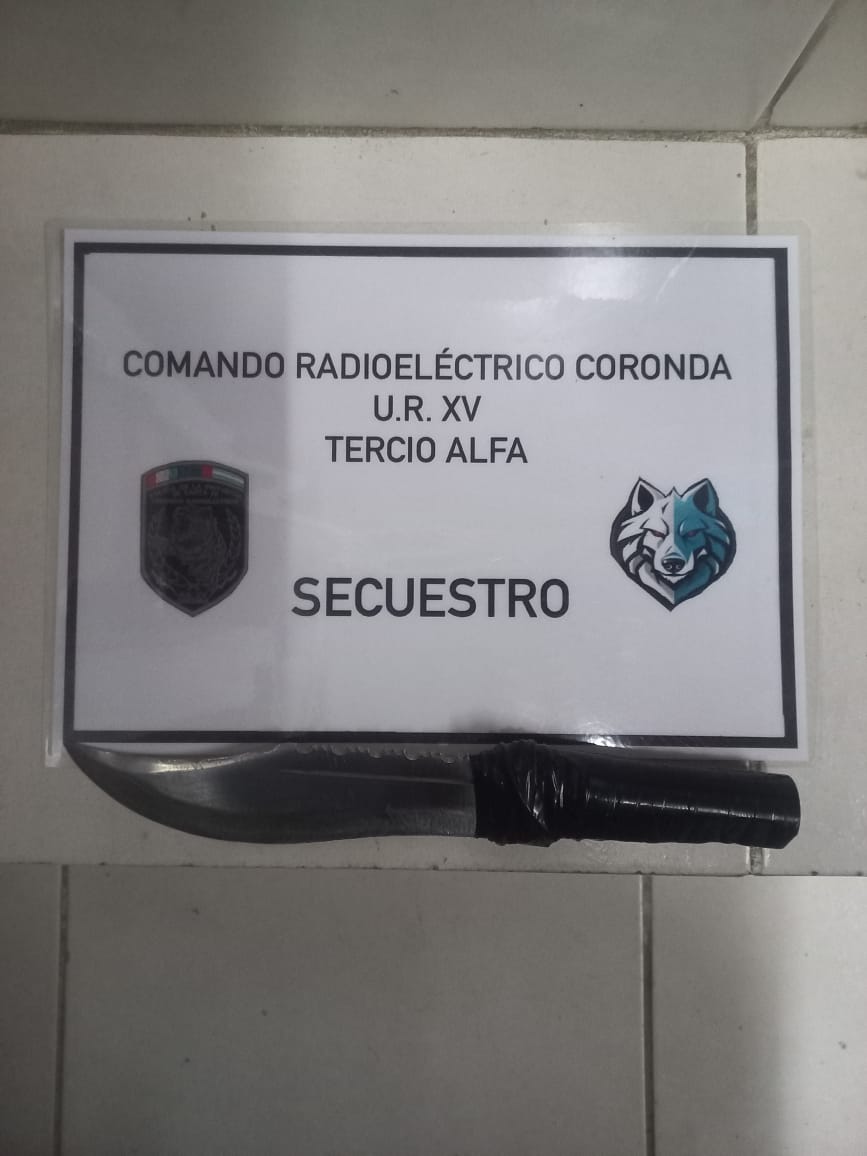 COMANDO RADIOELÉCTRICO CORONDA
U.R. XV
TERCIO ALFA
SECUESTRO